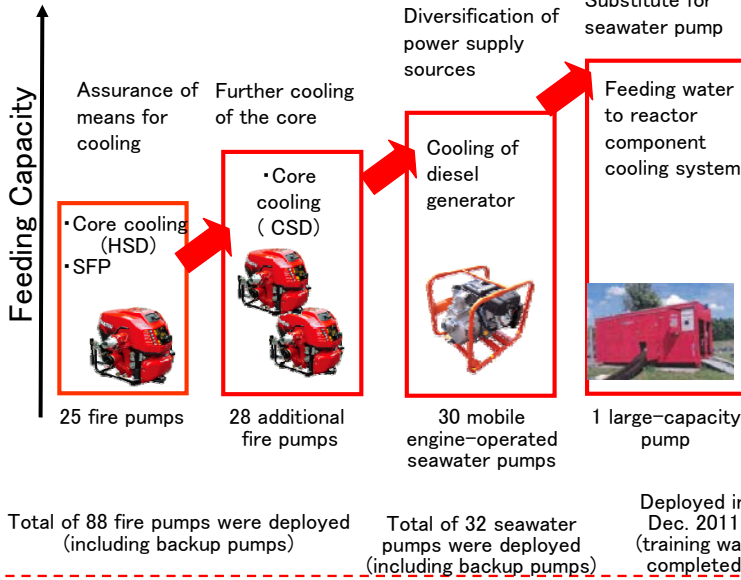 Feeding Capacity
Assurance of
means for
cooling
・Core cooling
(HSD)
・SFP
25 fire pumps
Further cooling
of the core
・Core
cooling
( CSD)
28 additional
fire pumps
Total of 88 fire pumps were deployed
(including backup pumps)
Diversification of
power supply
sources
Cooling of
diesel
generator
30 mobile
engine-operated
seawater pumps
Total of 32 seawater
pumps were deployed
(including backup pumps)
Substitute for
seawater pump
Feeding water
to reactor
component
cooling system
1 large-capacity
pump
Deployed in
Dec. 2011
(training wa
completed